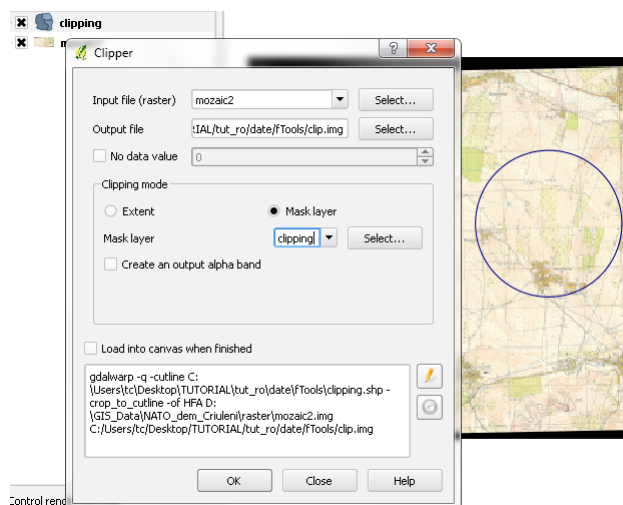 clipping
Clipper
Input file (raster) mozaic2 Select...
Output file IAL/tut_ro/date/fTools/clip.img Select...
No data value 0
Clipping mode
Extent Mask layer
Mask layer clipping Select...
Create an output alpha band
Load into canvas when finished
gdalwarp -q -cutline C:
\Users\tc\Desktop\TUTORIAL\tut_ro\date\fTools\clipping.shp -
crop_to_cutline -of HFA D:
\GIS_Data\NATO_dem_Criuleni\raster\mozaic2.img
C:/Users/tc/Desktop/TUTORIAL/tut_ro/date/fTools/clip.img
OK Close Help
Control rend